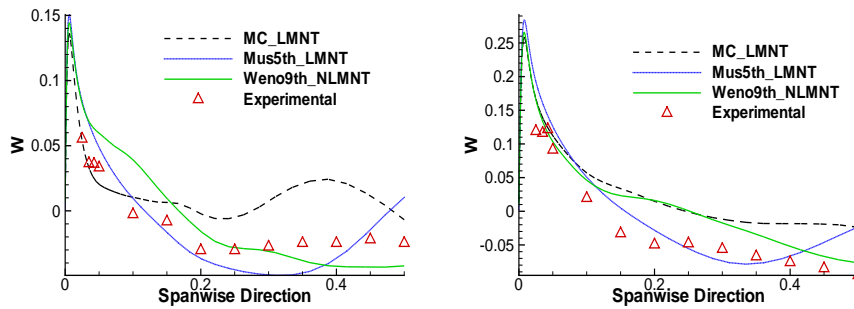 0.15
0.1
0.05
0
W
MC_LMNT
Mus5th_LMNT
Weno9th_NLMNT
Experimental
0
0.2
0.4
Spanwise Direction
0.25
0.2
0.15
0.1
0.05
0
-0.05
W
MC_LMNT
Mus5th_LMNT
Weno9th_NLMNT
Experimental
0
0.2
0.4
Spanwise Direction